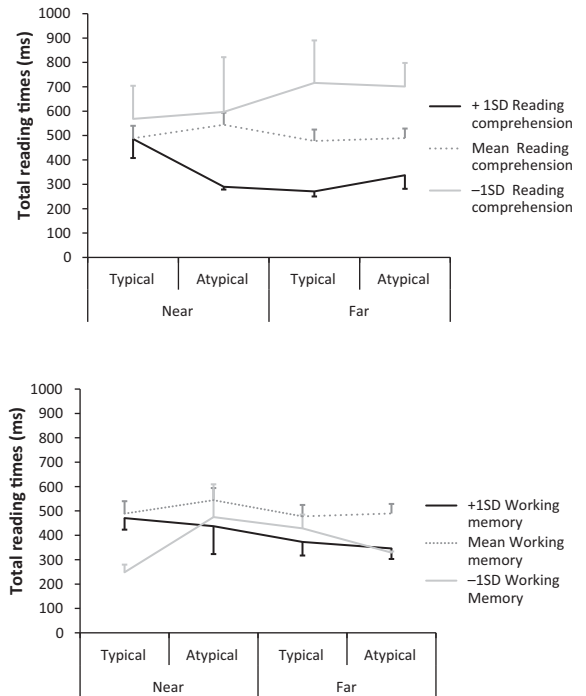 1000
900
800
700
600
500
400
300
200
100
0
Total reading times (ms)
Typical Atypical Typical Atypical
Near Far
+ 1SD Reading
comprehension
Mean Reading
comprehension
–1SD Reading
comprehension
1000
900
800
700
600
500
400
300
200
100
0
Total reading times (ms)
Typical Atypical Typical Atypical
Near Far
+1SD Working
memory
Mean Working
memory
–1SD Working
Memory